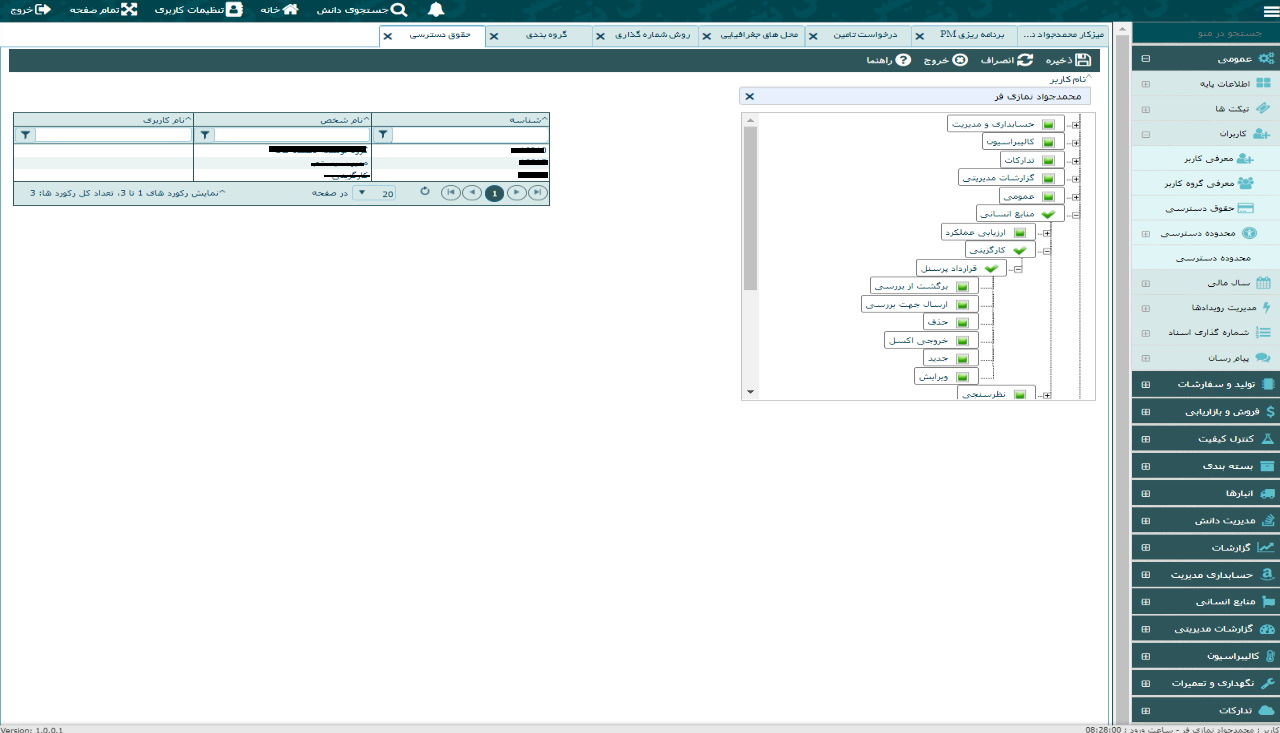 جستجوی دانش خانه تنظیمات کاربری تمام صفحه خروج
میزکار محمدجواد نـ... برنامه ریزی PM درخواست تامین محل های جغرافیایی روش شماره گذاری گروه بندی حقوق دسترسی
ذخیره انصراف خروج راهنما
^نام کاربر
محمدجواد نمازی فر
حسابداری و مدیریت
کالیبراسیون
تدارکات
گزارشات مدیریتی
عمومی
منابع انسانی
ارزیابی عملکرد
کارگزینی
قرارداد پرسنل
برگشت از بررسی
ارسال جهت بررسی
حذف
خروجی اکسل
جدید
ویرایش
نظرسنجی
^شناسه ^نام شخص ^نام کاربری
1 20 در صفحه ^نمایش رکورد های 1 تا 3، تعداد کل رکورد ها: 3
جستجو در منو
عمومی
اطلاعات پایه
تیکت ها
کاربران
معرفی کاربر
معرفی گروه کاربر
حقوق دسترسی
محدوده دسترسی
محدوده دسترسی
سال مالی
مدیریت رویدادها
شماره گذاری اسناد
پیام رسان
تولید و سفارشات
فروش و بازاریابی
کنترل کیفیت
بسته بندی
انبارها
مدیریت دانش
گزارشات
حسابداری مدیریت
منابع انسانی
گزارشات مدیریتی
کالیبراسیون
نگهداری و تعمیرات
تدارکات
کاربر : محمدجواد نمازی فر - ساعت ورود : 08:28:00
Version: 1.0.0.1